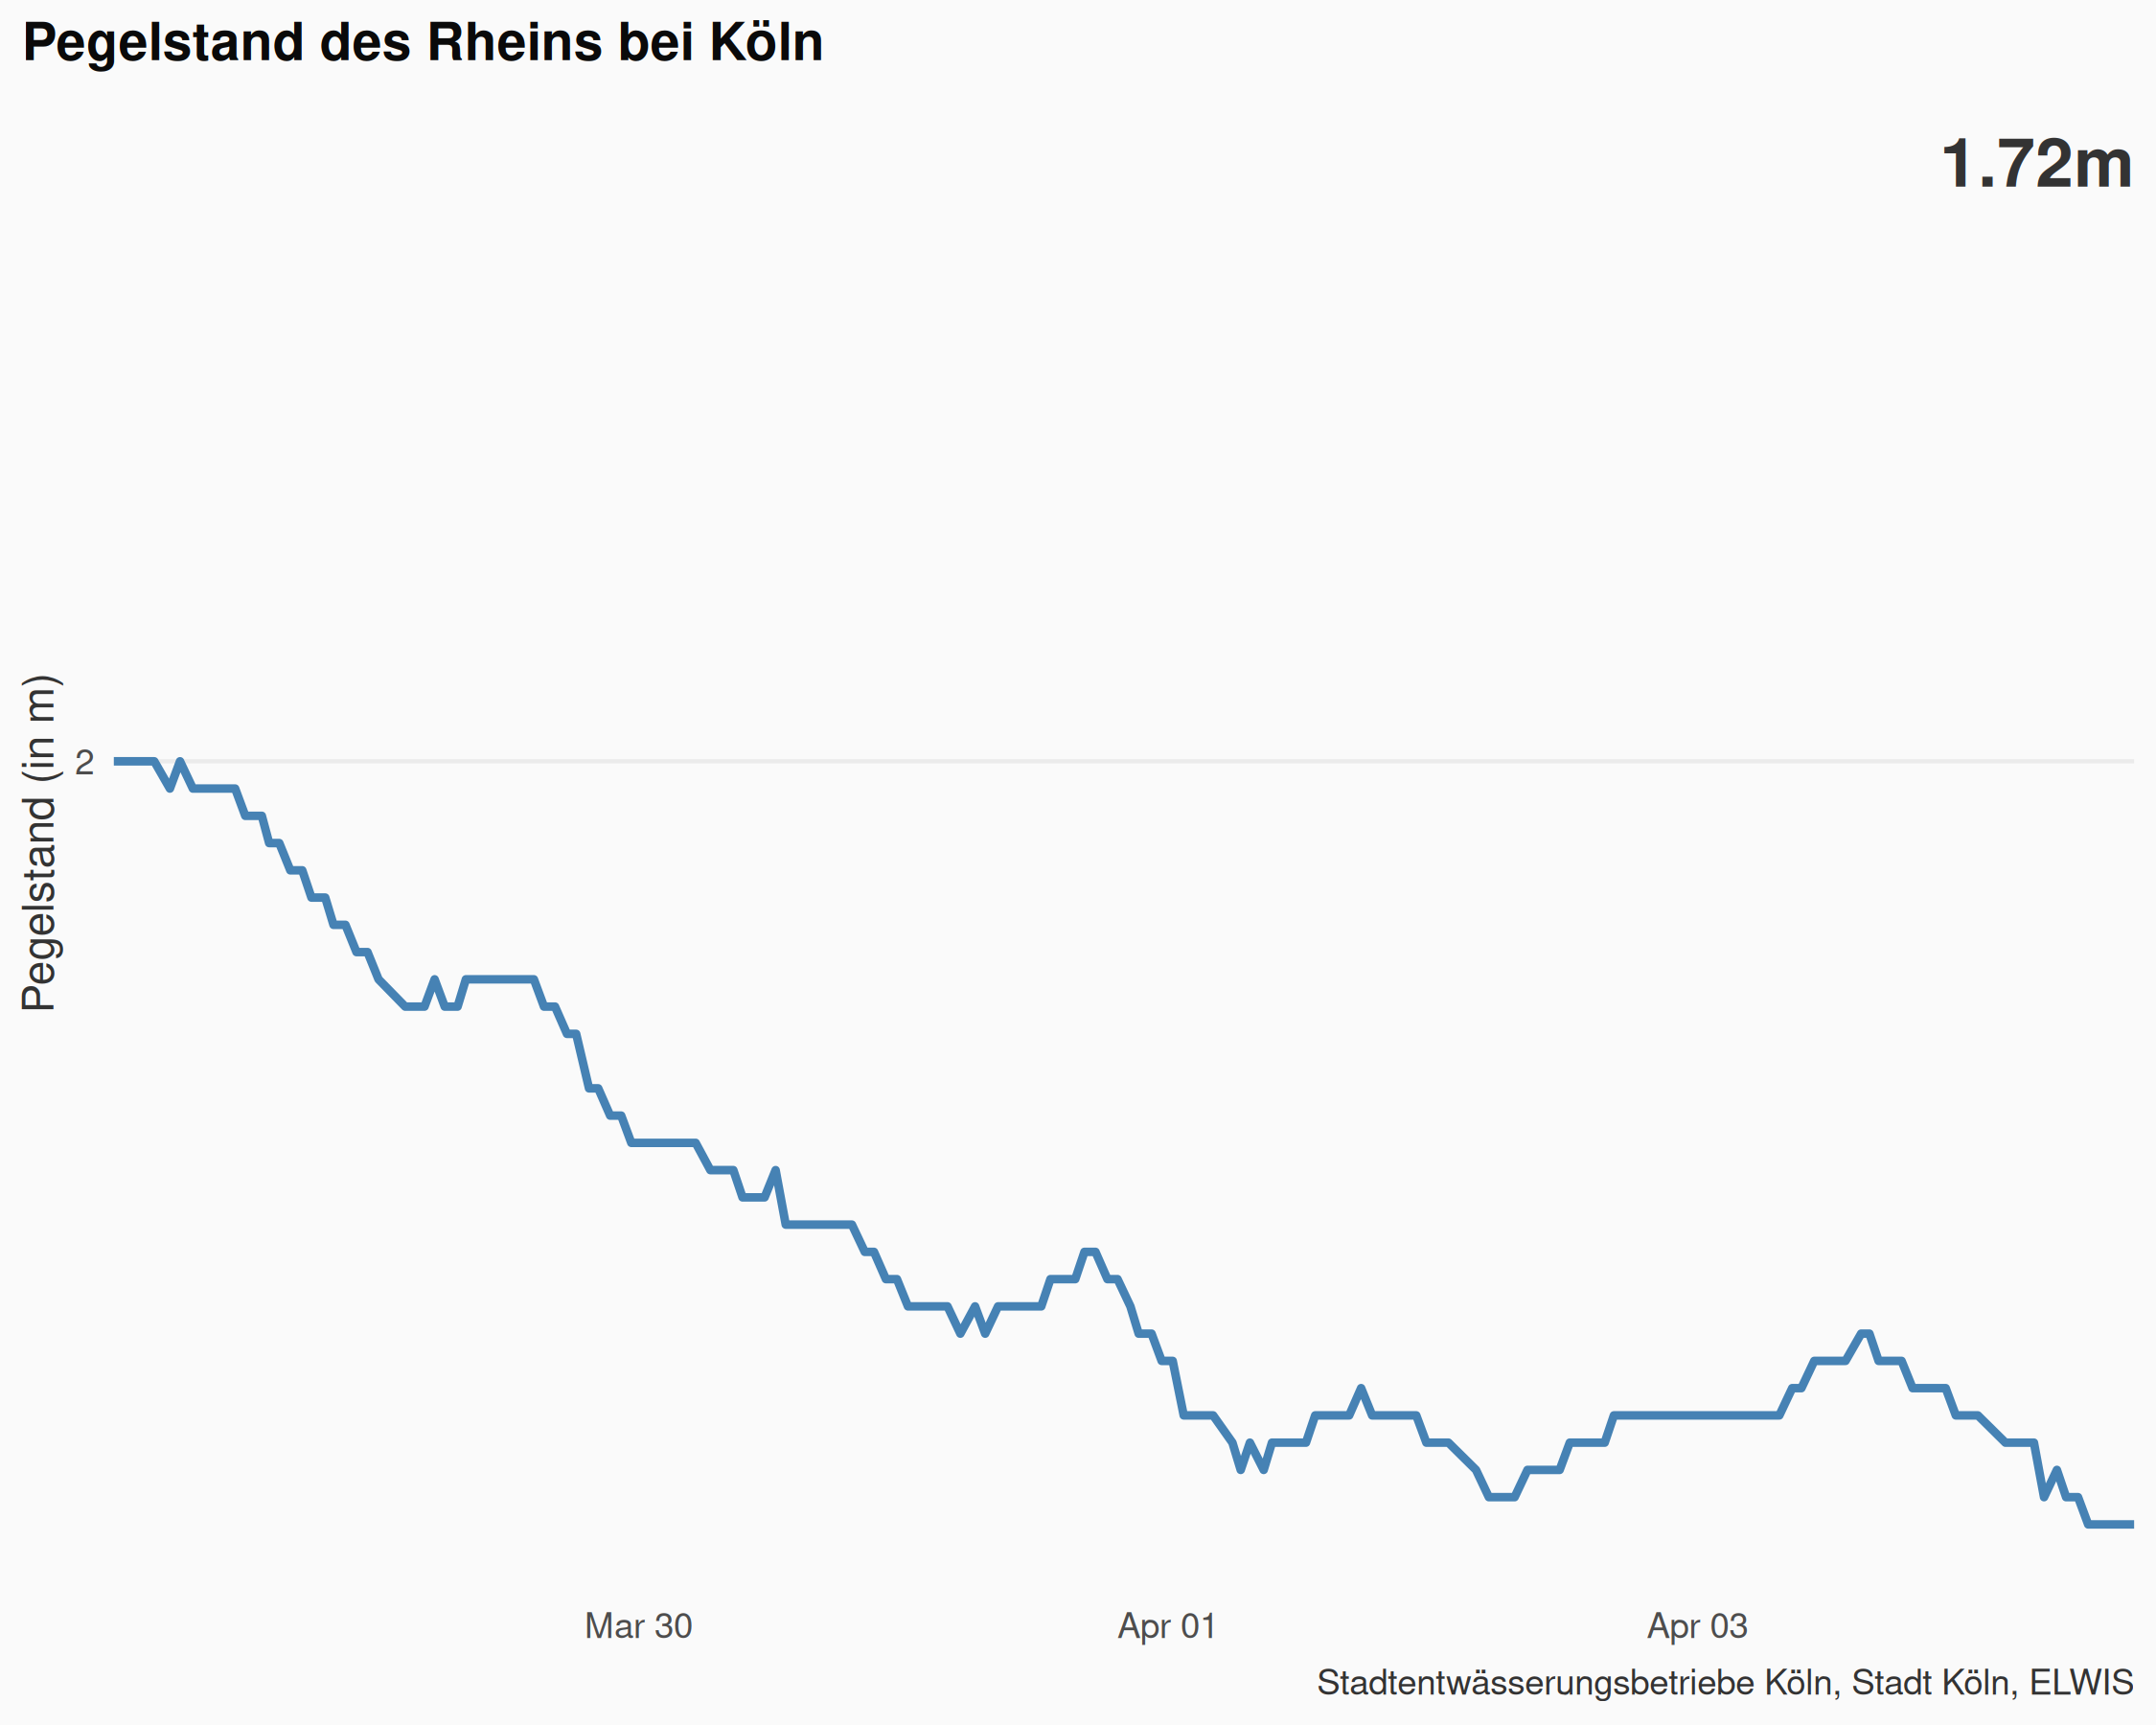 Pegelstand des Rheins bei Köln
1.72m
Pegelstand (in m)
2
Mar 30
Apr 01
Apr 03
Stadtentwässerungsbetriebe Köln, Stadt Köln, ELWIS